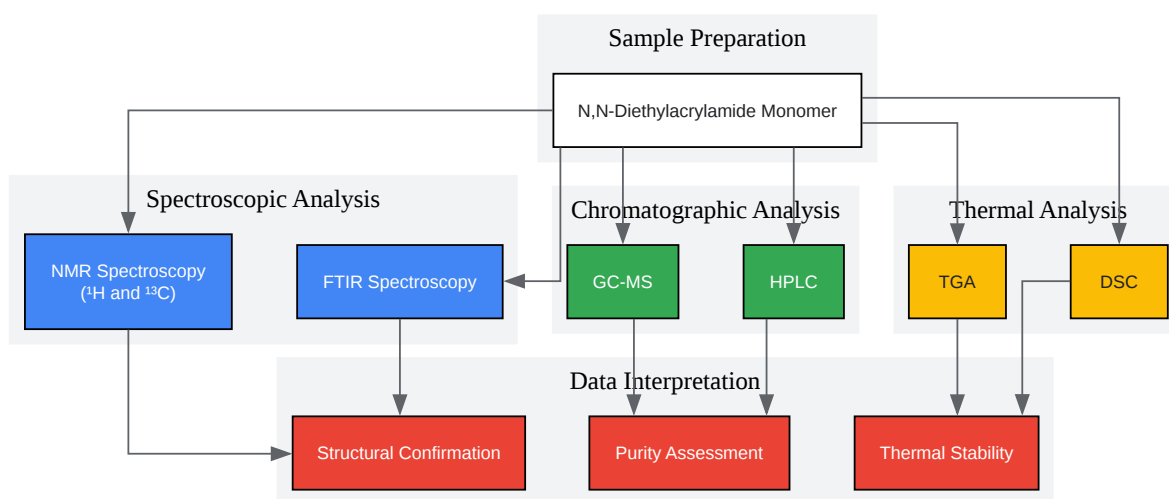 Sample Preparation
N,N-Diethylacrylamide Monomer
Spectroscopic Analysis
Chromatographic Analysis
Thermal Analysis
NMR Spectroscopy
(¹H and ¹³C)
FTIR Spectroscopy
GC-MS
HPLC
TGA
DSC
Data Interpretation
Structural Confirmation
Purity Assessment
Thermal Stability